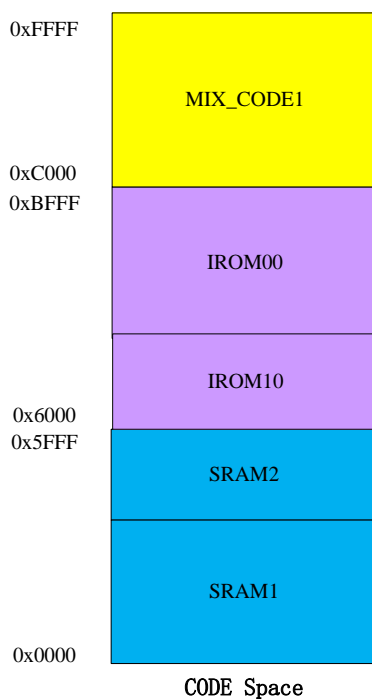 0xFFFF
MIX_CODE1
0xC000
0xBFFF
IROM00
IROM10
0x6000
0x5FFF
SRAM2
SRAM1
0x0000
CODE Space